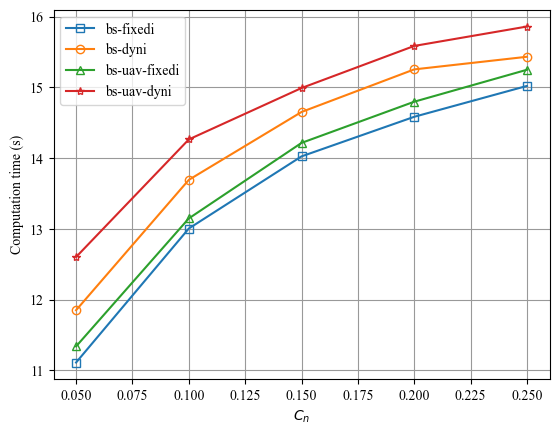 bs-fixedi
bs-dyni
bs-uav-fixedi
bs-uav-dyni
Computation time (s)
16
15
14
13
12
11
0.050 0.075 0.100 0.125 0.150 0.175 0.200 0.225 0.250
Cₙ